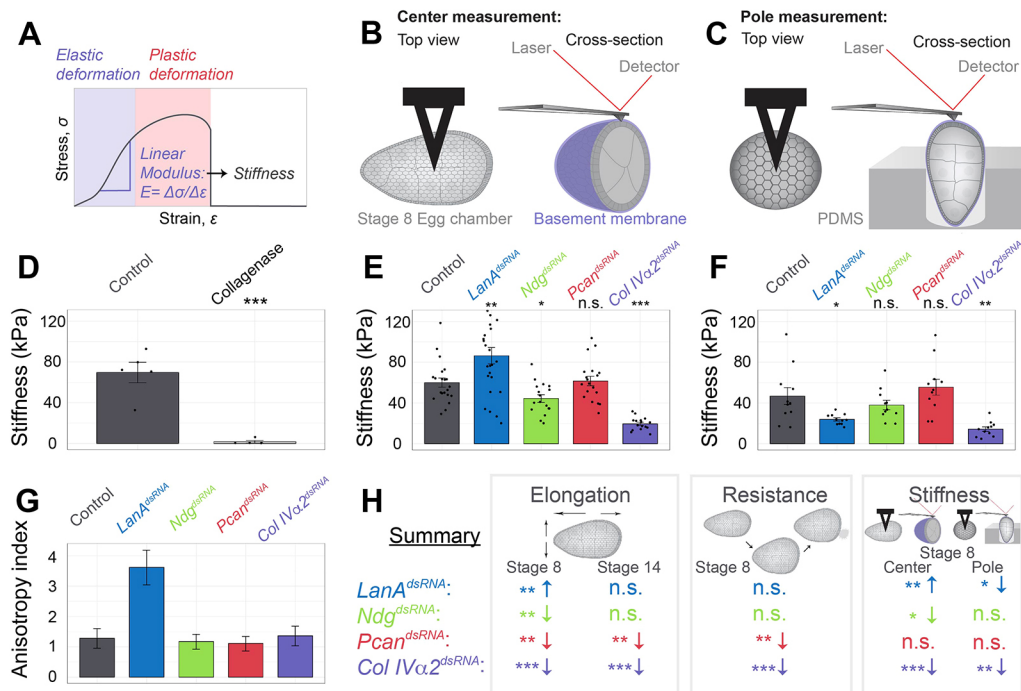 A
Elastic deformation
Plastic deformation
Stress, σ
Linear Modulus: E= Δσ/Δε
Stiffness
Strain, ε
B
Center measurement:
Top view
Laser
Cross-section
Detector
Stage 8 Egg chamber
Basement membrane
C
Pole measurement:
Top view
Laser
Cross-section
Detector
PDMS
D
Control
Collagenase
***
Stiffness (kPa)
120
80
40
0
E
Control
LanA^dsRNA
Ndg^dsRNA
Pcan^dsRNA
Col IVα2^dsRNA
** * n.s. ***
Stiffness (kPa)
120
80
40
0
F
Control
LanA^dsRNA
Ndg^dsRNA
Pcan^dsRNA
Col IVα2^dsRNA
* n.s. n.s. **
Stiffness (kPa)
120
80
40
0
G
Control
LanA^dsRNA
Ndg^dsRNA
Pcan^dsRNA
Col IVα2^dsRNA
Anisotropy index
4
3
2
1
0
H
Summary
Elongation
Resistance
Stiffness
Stage 8 Stage 14
Stage 8
Stage 8
Center Pole
LanA^dsRNA: ** ↑ n.s. n.s. ** ↑ * ↓
Ndg^dsRNA: ** ↓ n.s. n.s. * ↓ n.s.
Pcan^dsRNA: ** ↓ ** ↓ ** ↓ n.s. n.s.
Col IVα2^dsRNA: *** ↓ *** ↓ *** ↓ *** ↓ ** ↓